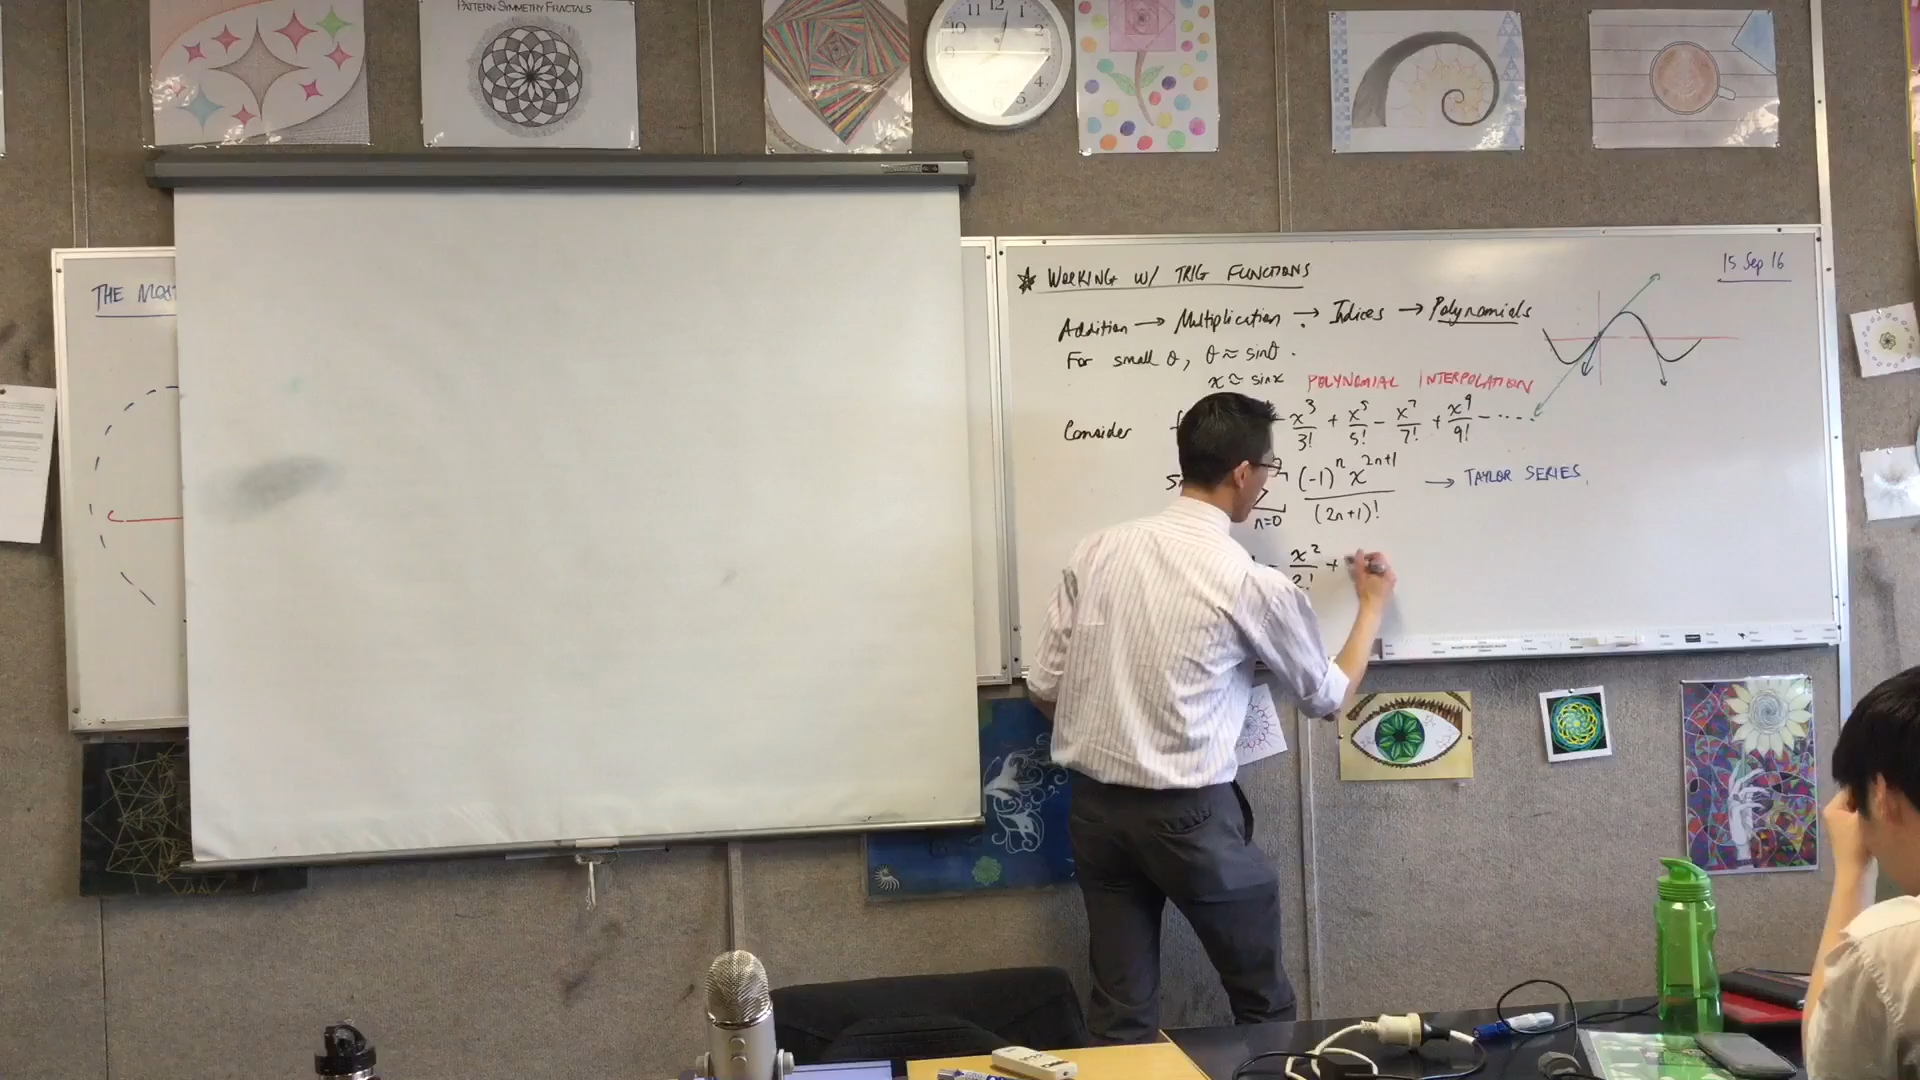 PATTERN SYMMETRY FRACTALS
THE MOST
15 Sep 16
☆ WORKING W/ TRIG FUNCTIONS
Addition → Multiplication → Indices → Polynomials
For small θ, θ ≈ sinθ.
x ≈ sinx POLYNOMIAL INTERPOLATION
Consider x³/3! + x⁵/5! − x⁷/7! + x⁹/9! − ....
n=0 (-1)ⁿ x²ⁿ⁺¹ / (2n+1)! → TAYLOR SERIES
− x²/2! +